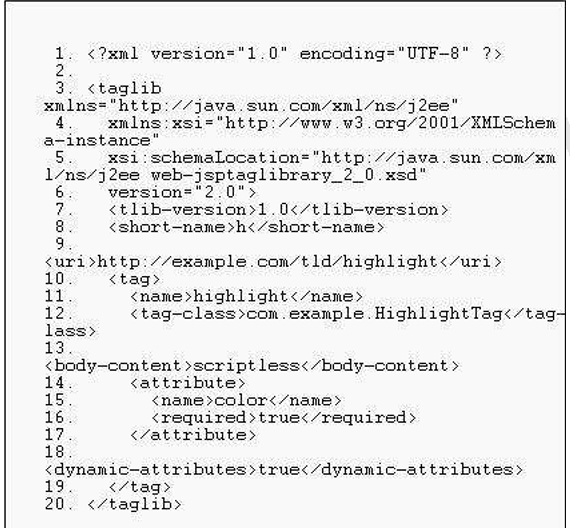 1. <?xml version="1.0" encoding="UTF-8" ?>
2.
3. <taglib
xmlns="http://java.sun.com/xml/ns/j2ee"
4. xmlns:xsi="http://www.w3.org/2001/XMLSchem
a-instance"
5. xsi:schemaLocation="http://java.sun.com/xm
l/ns/j2ee web-jsptaglibrary_2_0.xsd"
6. version="2.0">
7. <tlib-version>1.0</tlib-version>
8. <short-name>h</short-name>
9.
<uri>http://example.com/tld/highlight</uri>
10. <tag>
11. <name>highlight</name>
12. <tag-class>com.example.HighlightTag</tag-
lass>
13.
<body-content>scriptless</body-content>
14. <attribute>
15. <name>color</name>
16. <required>true</required>
17. </attribute>
18.
<dynamic-attributes>true</dynamic-attributes>
19. </tag>
20. </taglib>